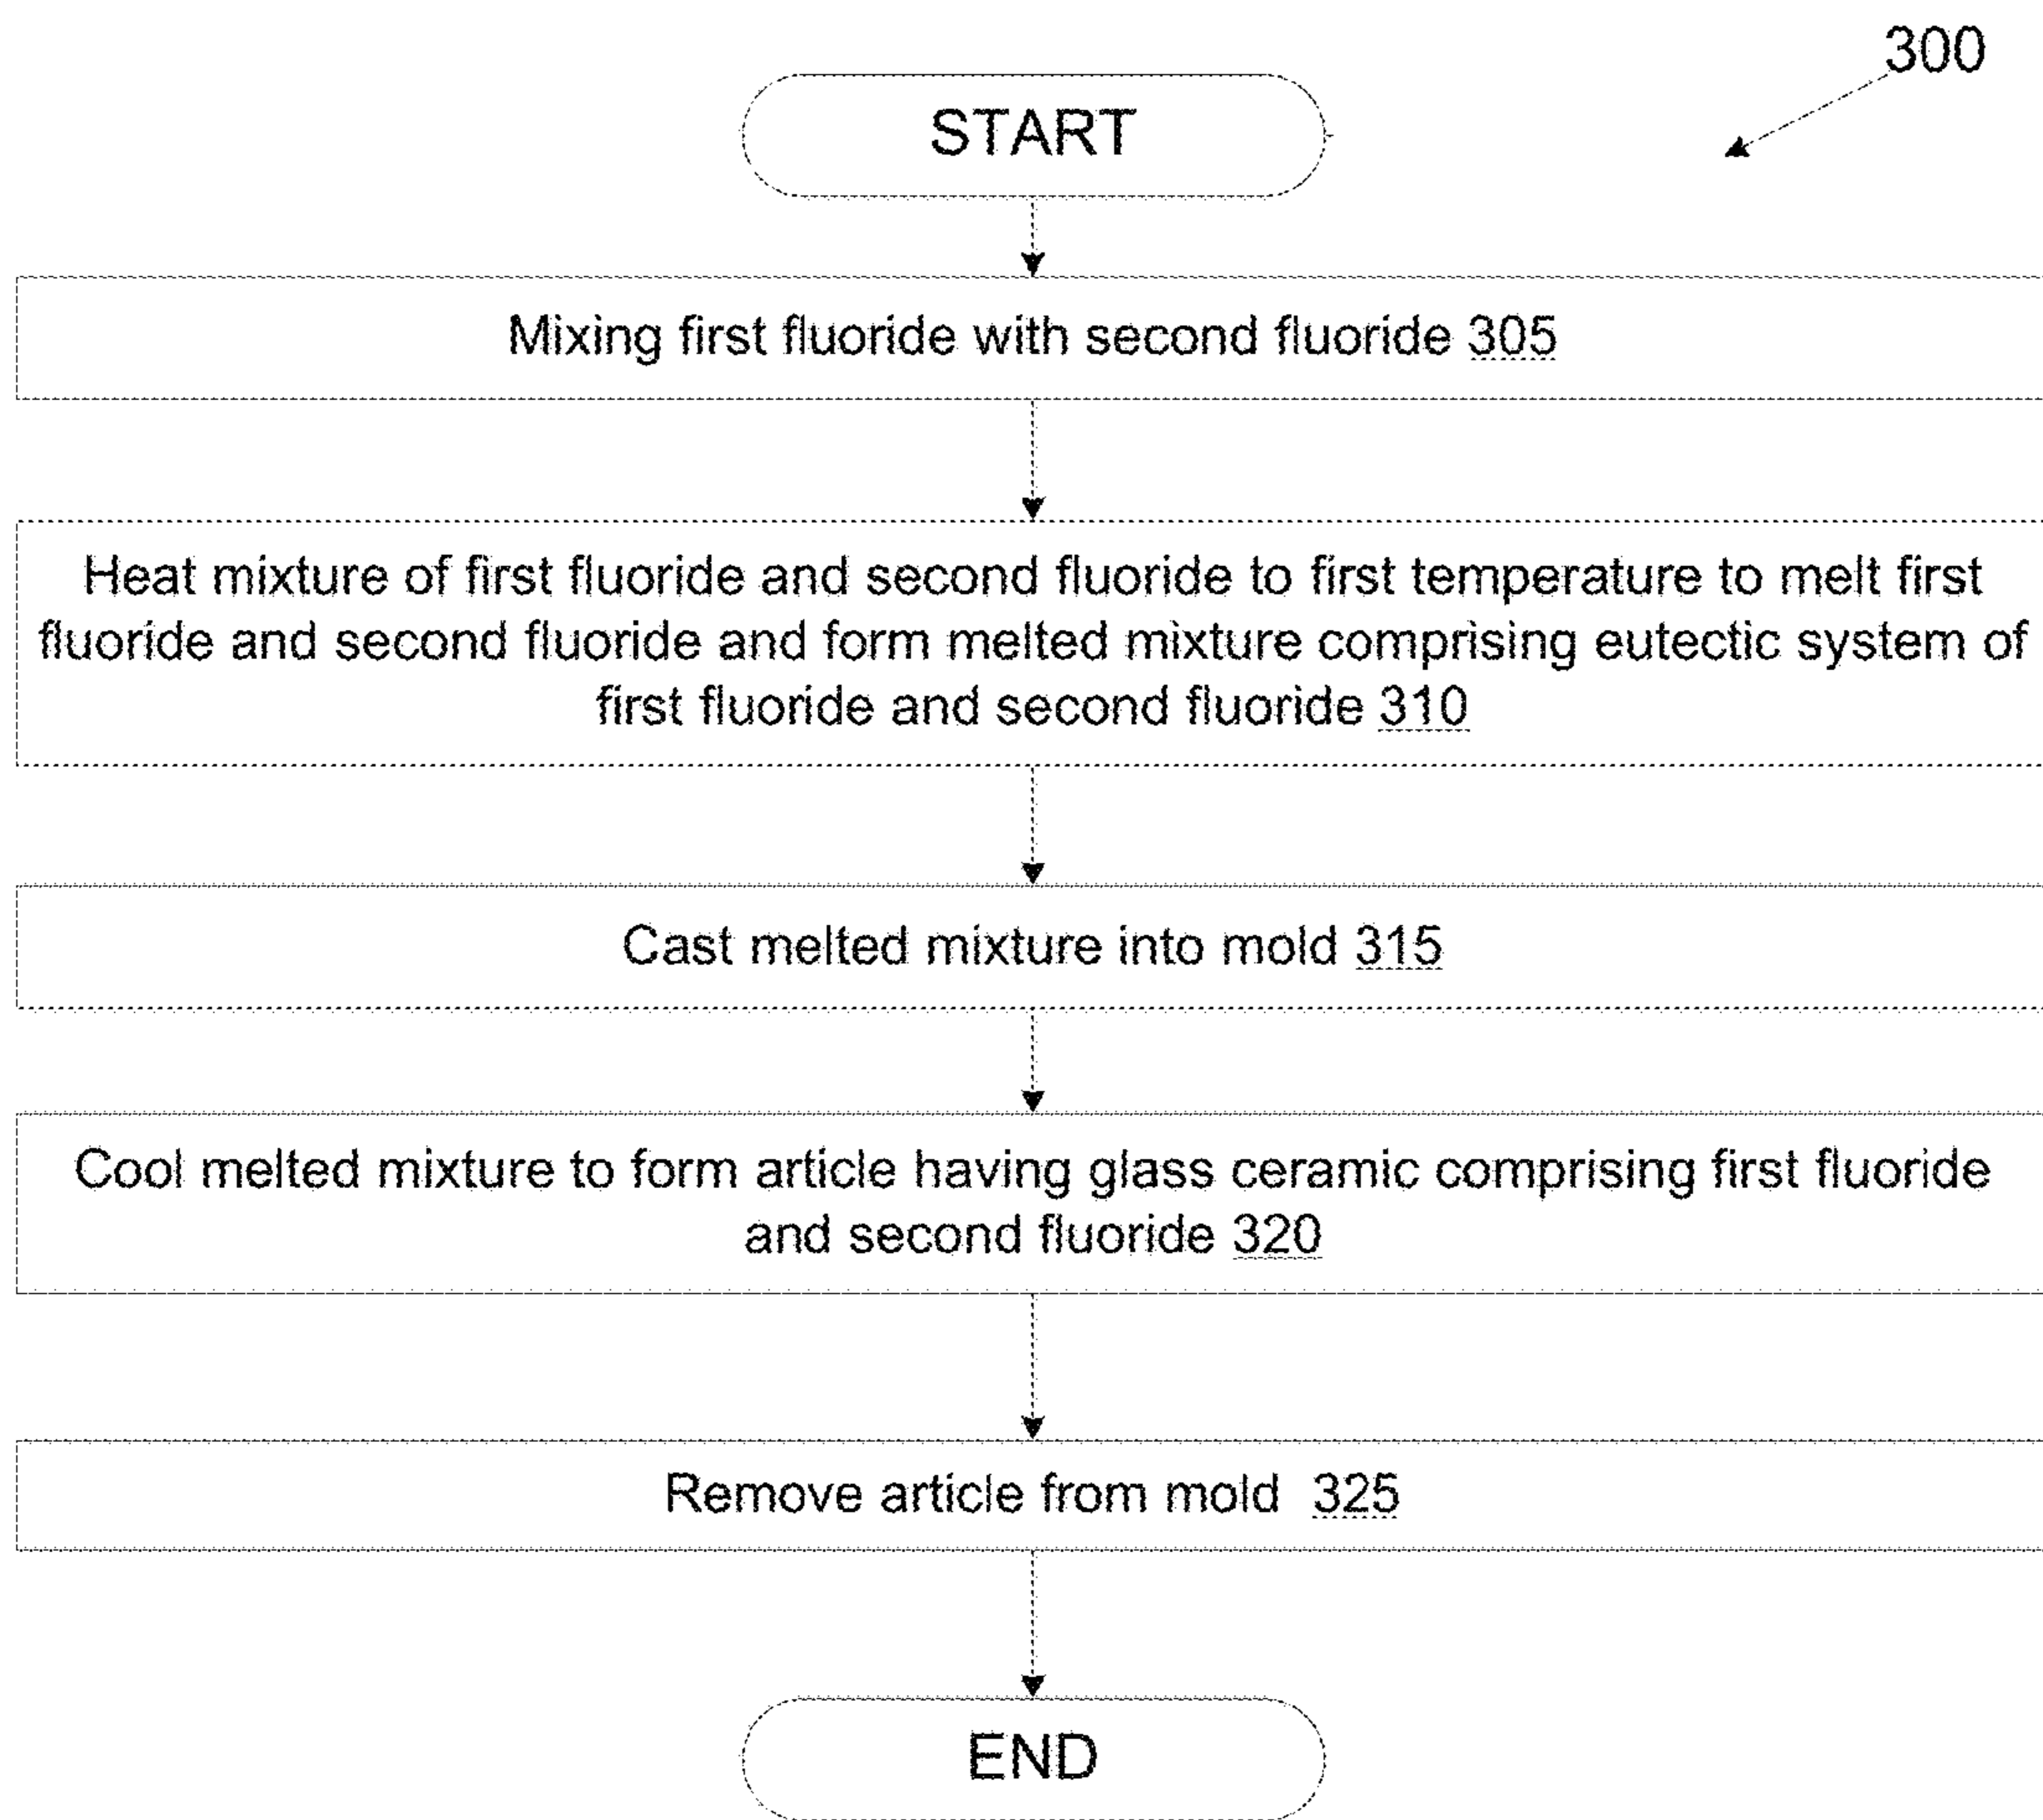 300
START
Mixing first fluoride with second fluoride 305
Heat mixture of first fluoride and second fluoride to first temperature to melt first
fluoride and second fluoride and form melted mixture comprising eutectic system of
first fluoride and second fluoride 310
Cast melted mixture into mold 315
Cool melted mixture to form article having glass ceramic comprising first fluoride
and second fluoride 320
Remove article from mold 325
END